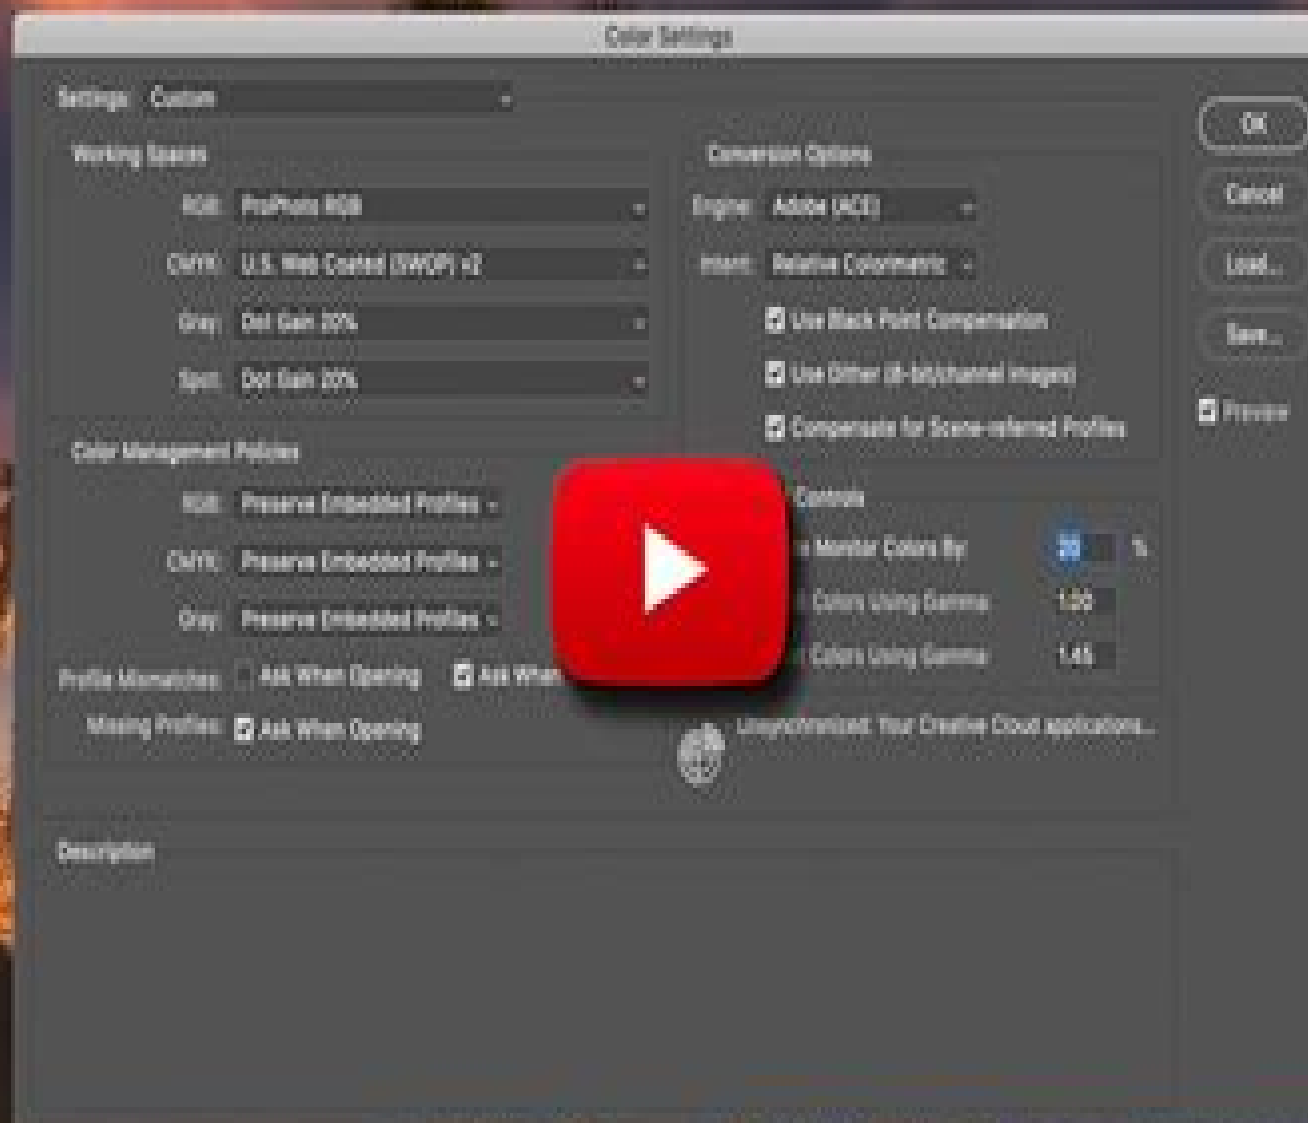 Color Settings
Settings: Custom
OK
Working Spaces
RGB: ProPhoto RGB
CMYK: U.S. Web Coated (SWOP) v2
Gray: Dot Gain 20%
Spot: Dot Gain 20%
Conversion Options
Engine: Adobe (ACE)
Intent: Relative Colorimetric
Use Black Point Compensation
Use Dither (8-bit/channel images)
Compensate for Scene-referred Profiles
Cancel
Load...
Save...
Preview
Color Management Policies
RGB: Preserve Embedded Profiles
CMYK: Preserve Embedded Profiles
Gray: Preserve Embedded Profiles
Profile Mismatches: Ask When Opening Ask When
Missing Profiles: Ask When Opening
Controls
Monitor Colors By: 20 %
Colors Using Gamma: 1.00
Colors Using Gamma: 1.45
Unsynchronized: Your Creative Cloud applications...
Description